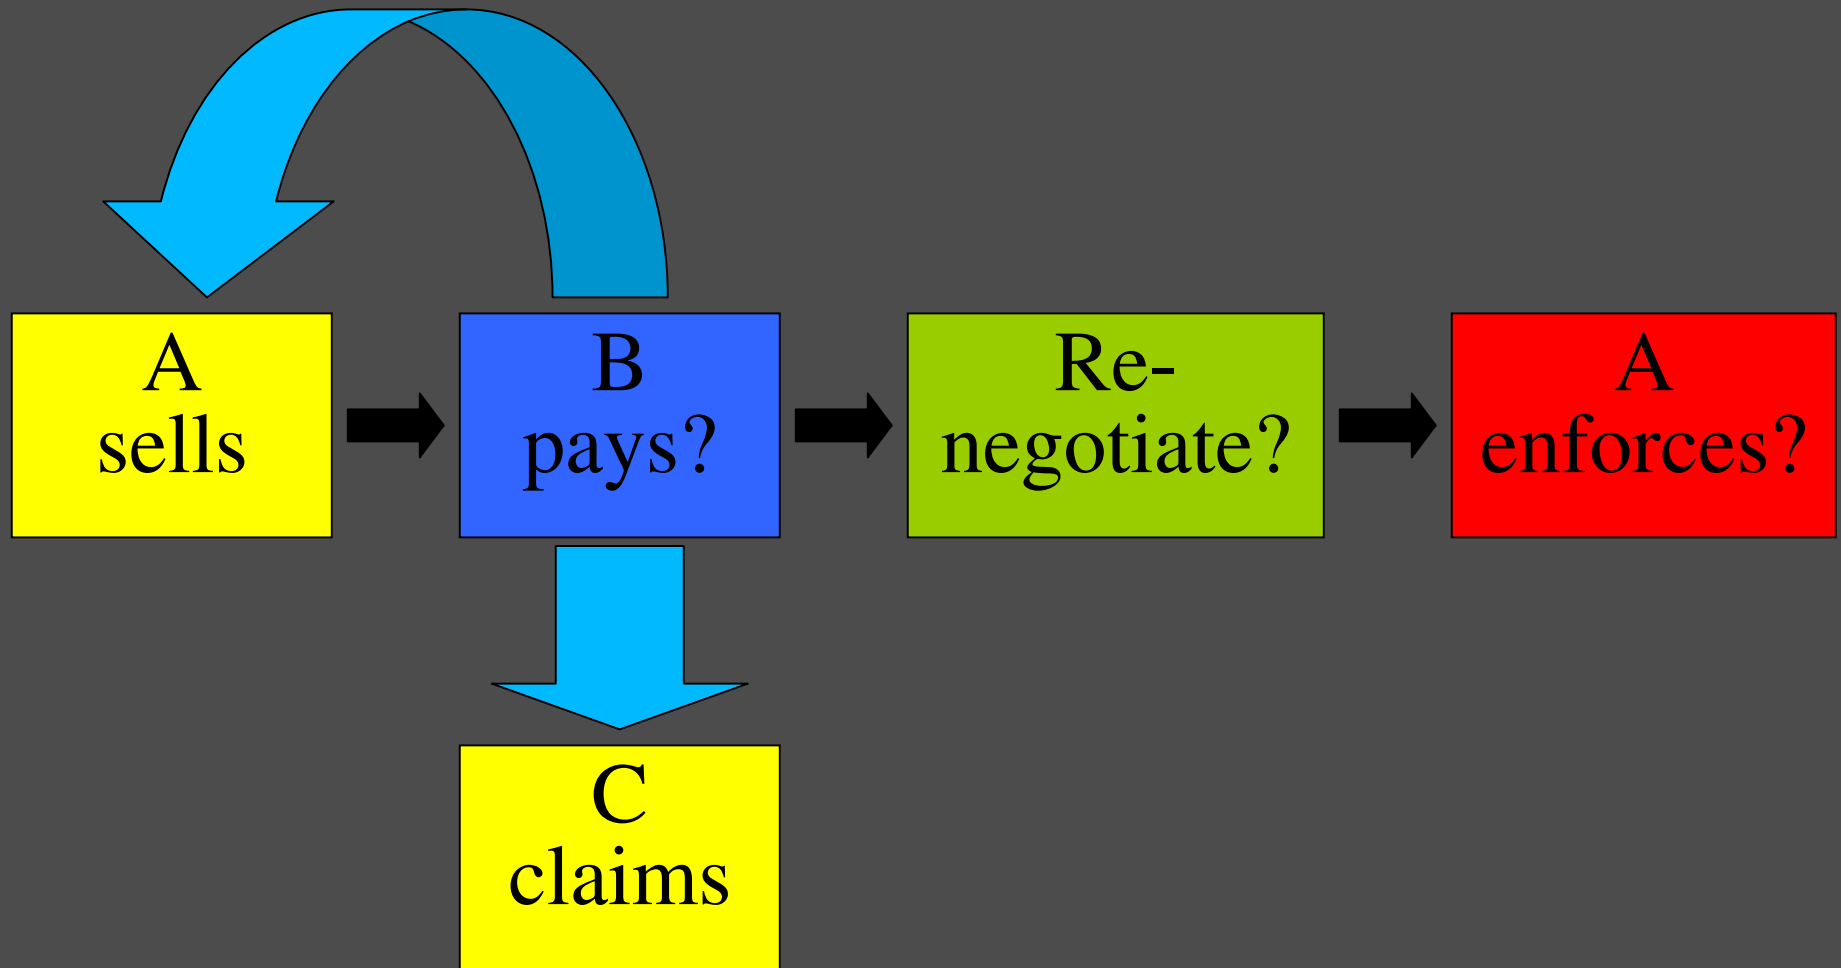 A
sells
B
pays?
Re-
negotiate?
A
enforces?
C
claims